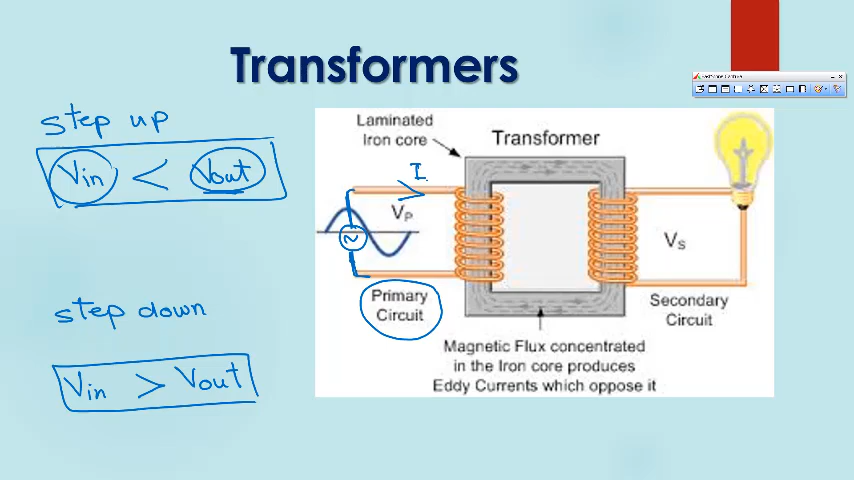 Transformers
step up
Vin < Vout
step down
Vin > Vout
Laminated
Iron core
Transformer
I
VP
~
Primary
Circuit
VS
Secondary
Circuit
Magnetic Flux concentrated
in the Iron core produces
Eddy Currents which oppose it